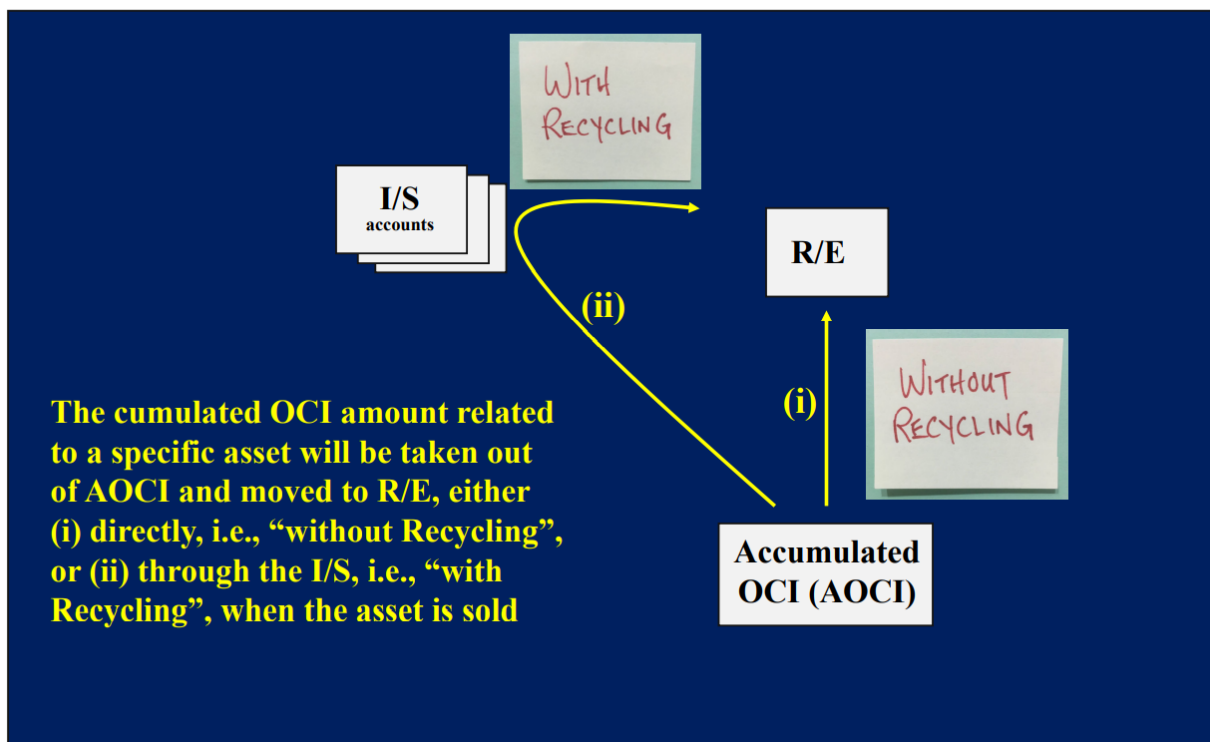 WITH
RECYCLING
I/S
accounts
R/E
(ii)
WITHOUT
RECYCLING
(i)
The cumulated OCI amount related
to a specific asset will be taken out
of AOCI and moved to R/E, either
(i) directly, i.e., “without Recycling”,
or (ii) through the I/S, i.e., “with
Recycling”, when the asset is sold
Accumulated
OCI (AOCI)